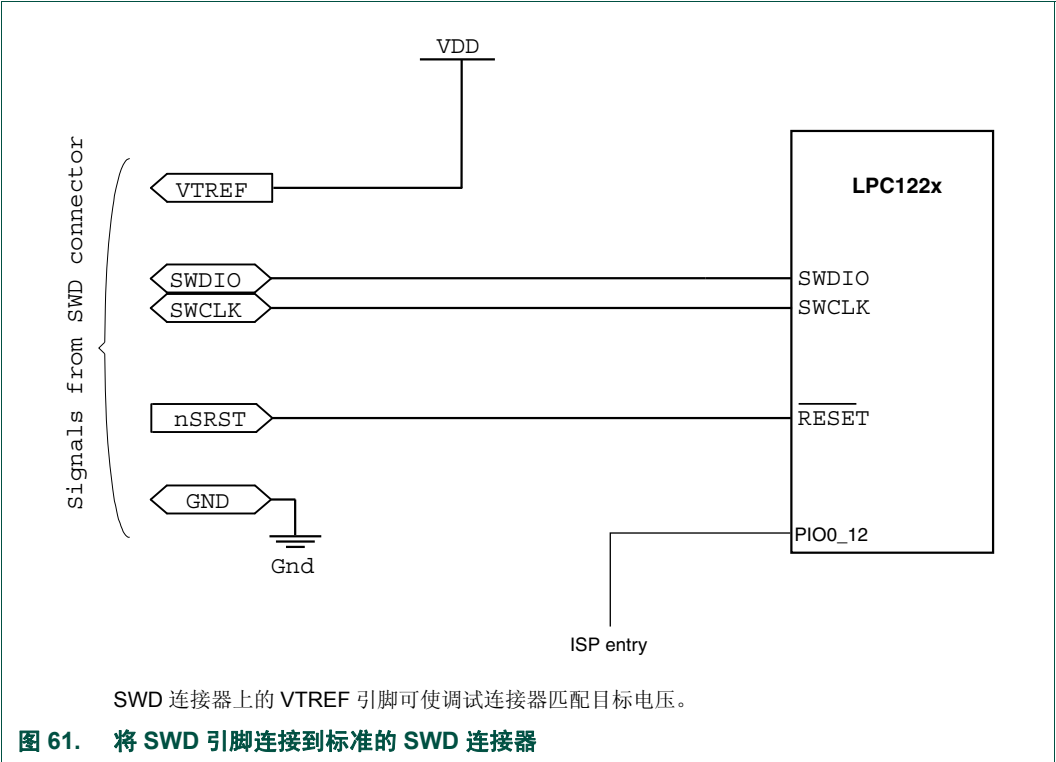 VDD
Signals from SWD connector
VTREF
LPC122x
SWDIO
SWDIO
SWCLK
SWCLK
nSRST
RESET
GND
Gnd
PIO0_12
ISP entry
SWD 连接器上的 VTREF 引脚可使调试连接器匹配目标电压。
图 61. 将 SWD 引脚连接到标准的 SWD 连接器